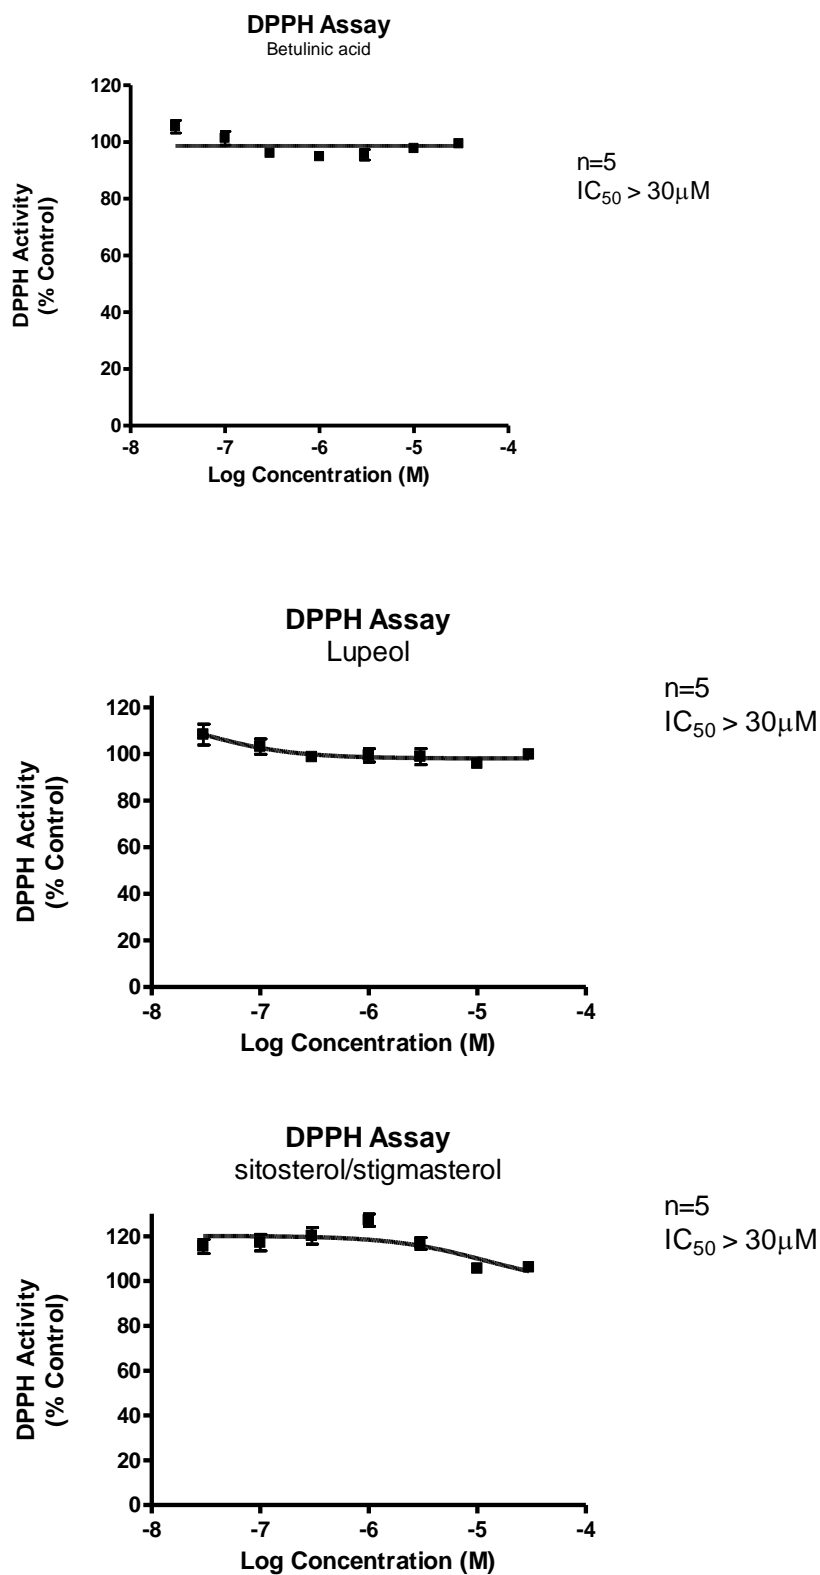 DPPH Assay
Betulinic acid
120
100
80
60
40
20
0
-8 -7 -6 -5 -4
Log Concentration (M)
DPPH Activity
(% Control)
n=5
IC50 > 30μM
DPPH Assay
Lupeol
120
100
80
60
40
20
0
-8 -7 -6 -5 -4
Log Concentration (M)
DPPH Activity
(% Control)
n=5
IC50 > 30μM
DPPH Assay
sitosterol/stigmasterol
120
100
80
60
40
20
0
-8 -7 -6 -5 -4
Log Concentration (M)
DPPH Activity
(% Control)
n=5
IC50 > 30μM